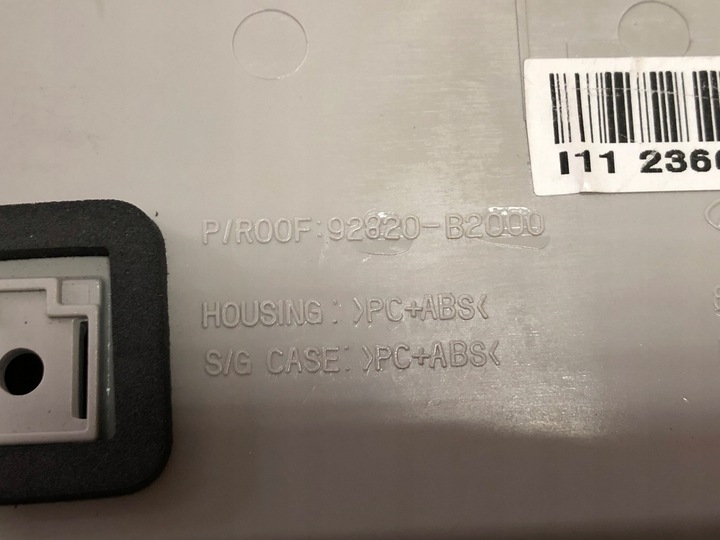 I11 236
P/ROOF:92820-B2000
HOUSING: >PC+ABS<
S/G CASE: >PC+ABS<